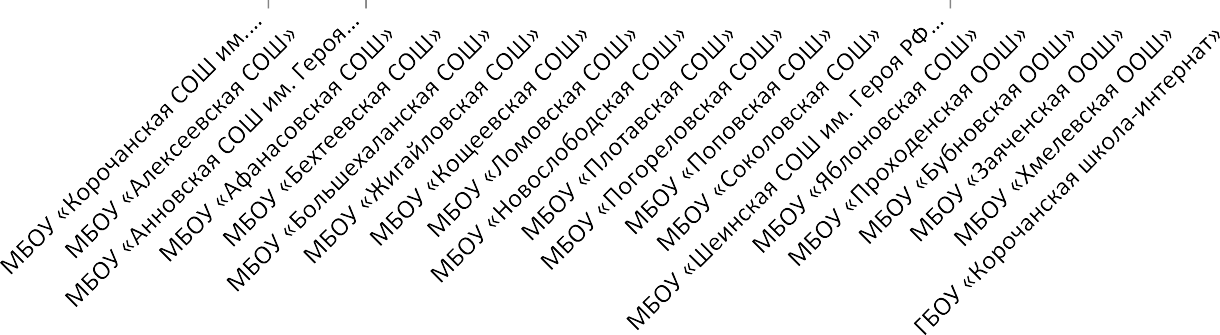 МБОУ «Корочанская СОШ им....
МБОУ «Алексеевская СОШ»
МБОУ «Анновская СОШ им. Героя...
МБОУ «Афанасовская СОШ»
МБОУ «Бехтеевская СОШ»
МБОУ «Большехаланская СОШ»
МБОУ «Жигайловская СОШ»
МБОУ «Кощеевская СОШ»
МБОУ «Ломовская СОШ»
МБОУ «Новослободская СОШ»
МБОУ «Плотавская СОШ»
МБОУ «Погореловская СОШ»
МБОУ «Поповская СОШ»
МБОУ «Соколовская СОШ»
МБОУ «Шеинская СОШ им. Героя РФ...
МБОУ «Яблоновская СОШ»
МБОУ «Проходенская ООШ»
МБОУ «Бубновская ООШ»
МБОУ «Заяченская ООШ»
МБОУ «Хмелевская ООШ»
ГБОУ «Корочанская школа-интернат»